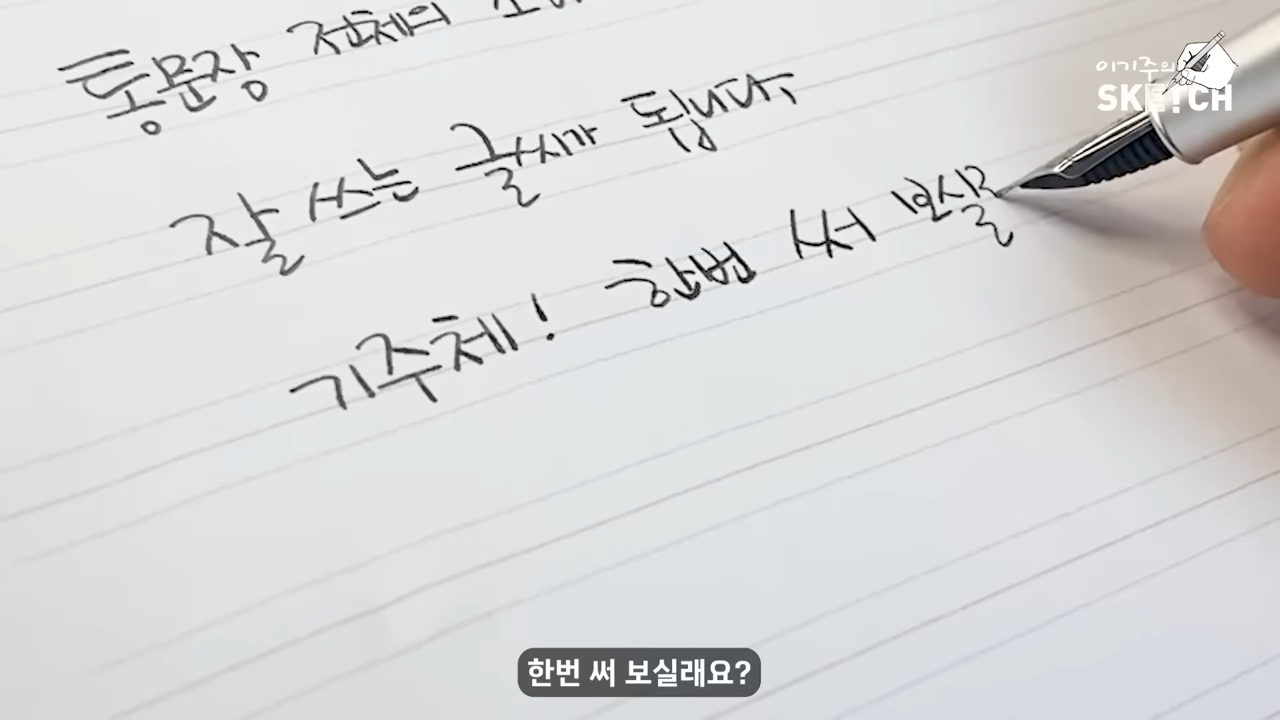 통문장 전체의
잘 쓰는 글씨가 됩니다.
기주체! 한번 써 보실
이기주의
SKETCH
한번 써 보실래요?